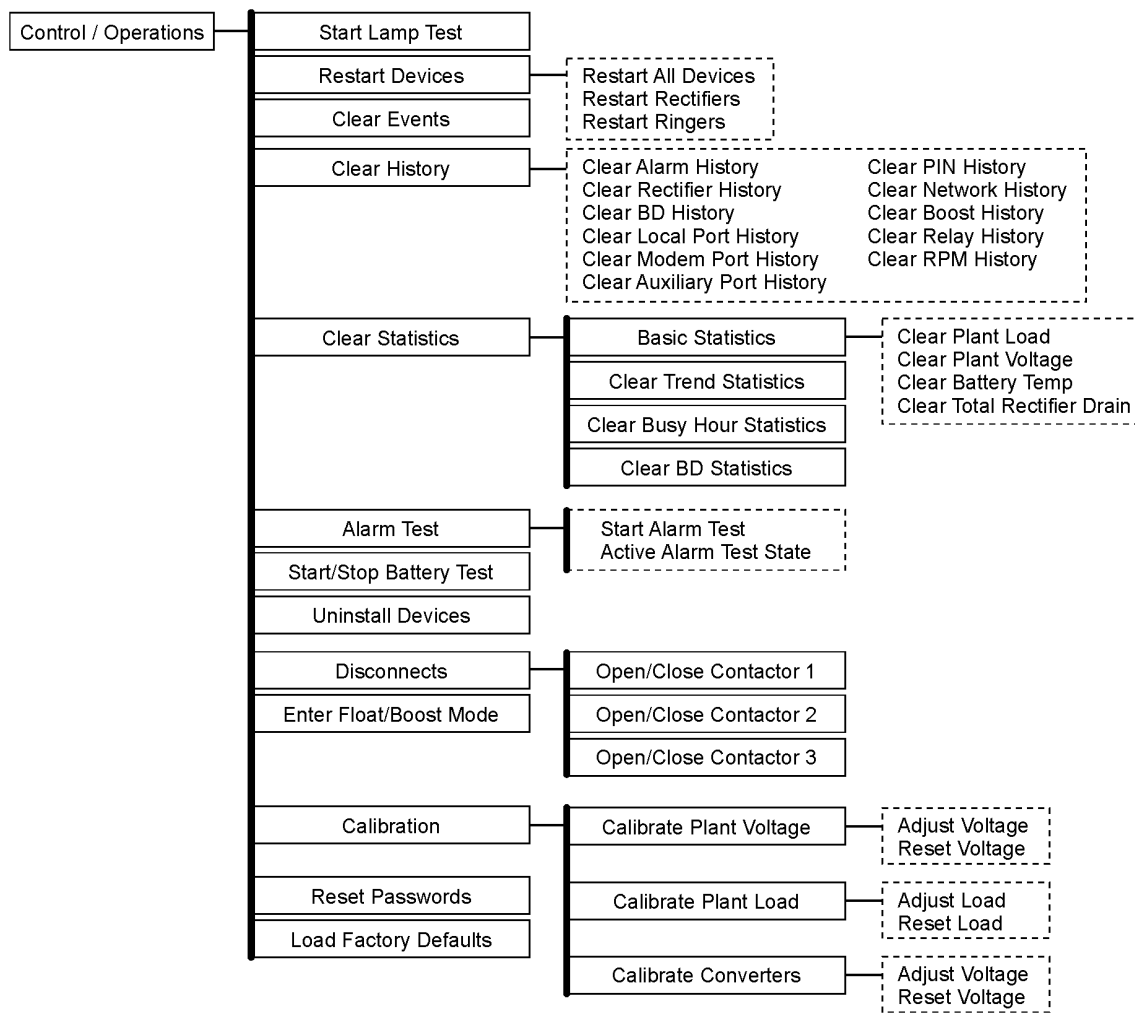 Control / Operations
Start Lamp Test
Restart Devices
Restart All Devices
Restart Rectifiers
Restart Ringers
Clear Events
Clear History
Clear Alarm History
Clear Rectifier History
Clear BD History
Clear Local Port History
Clear Modem Port History
Clear Auxiliary Port History
Clear PIN History
Clear Network History
Clear Boost History
Clear Relay History
Clear RPM History
Clear Statistics
Basic Statistics
Clear Plant Load
Clear Plant Voltage
Clear Battery Temp
Clear Total Rectifier Drain
Clear Trend Statistics
Clear Busy Hour Statistics
Clear BD Statistics
Alarm Test
Start Alarm Test
Active Alarm Test State
Start/Stop Battery Test
Uninstall Devices
Disconnects
Open/Close Contactor 1
Enter Float/Boost Mode
Open/Close Contactor 2
Open/Close Contactor 3
Calibration
Calibrate Plant Voltage
Adjust Voltage
Reset Voltage
Reset Passwords
Calibrate Plant Load
Adjust Load
Reset Load
Load Factory Defaults
Calibrate Converters
Adjust Voltage
Reset Voltage